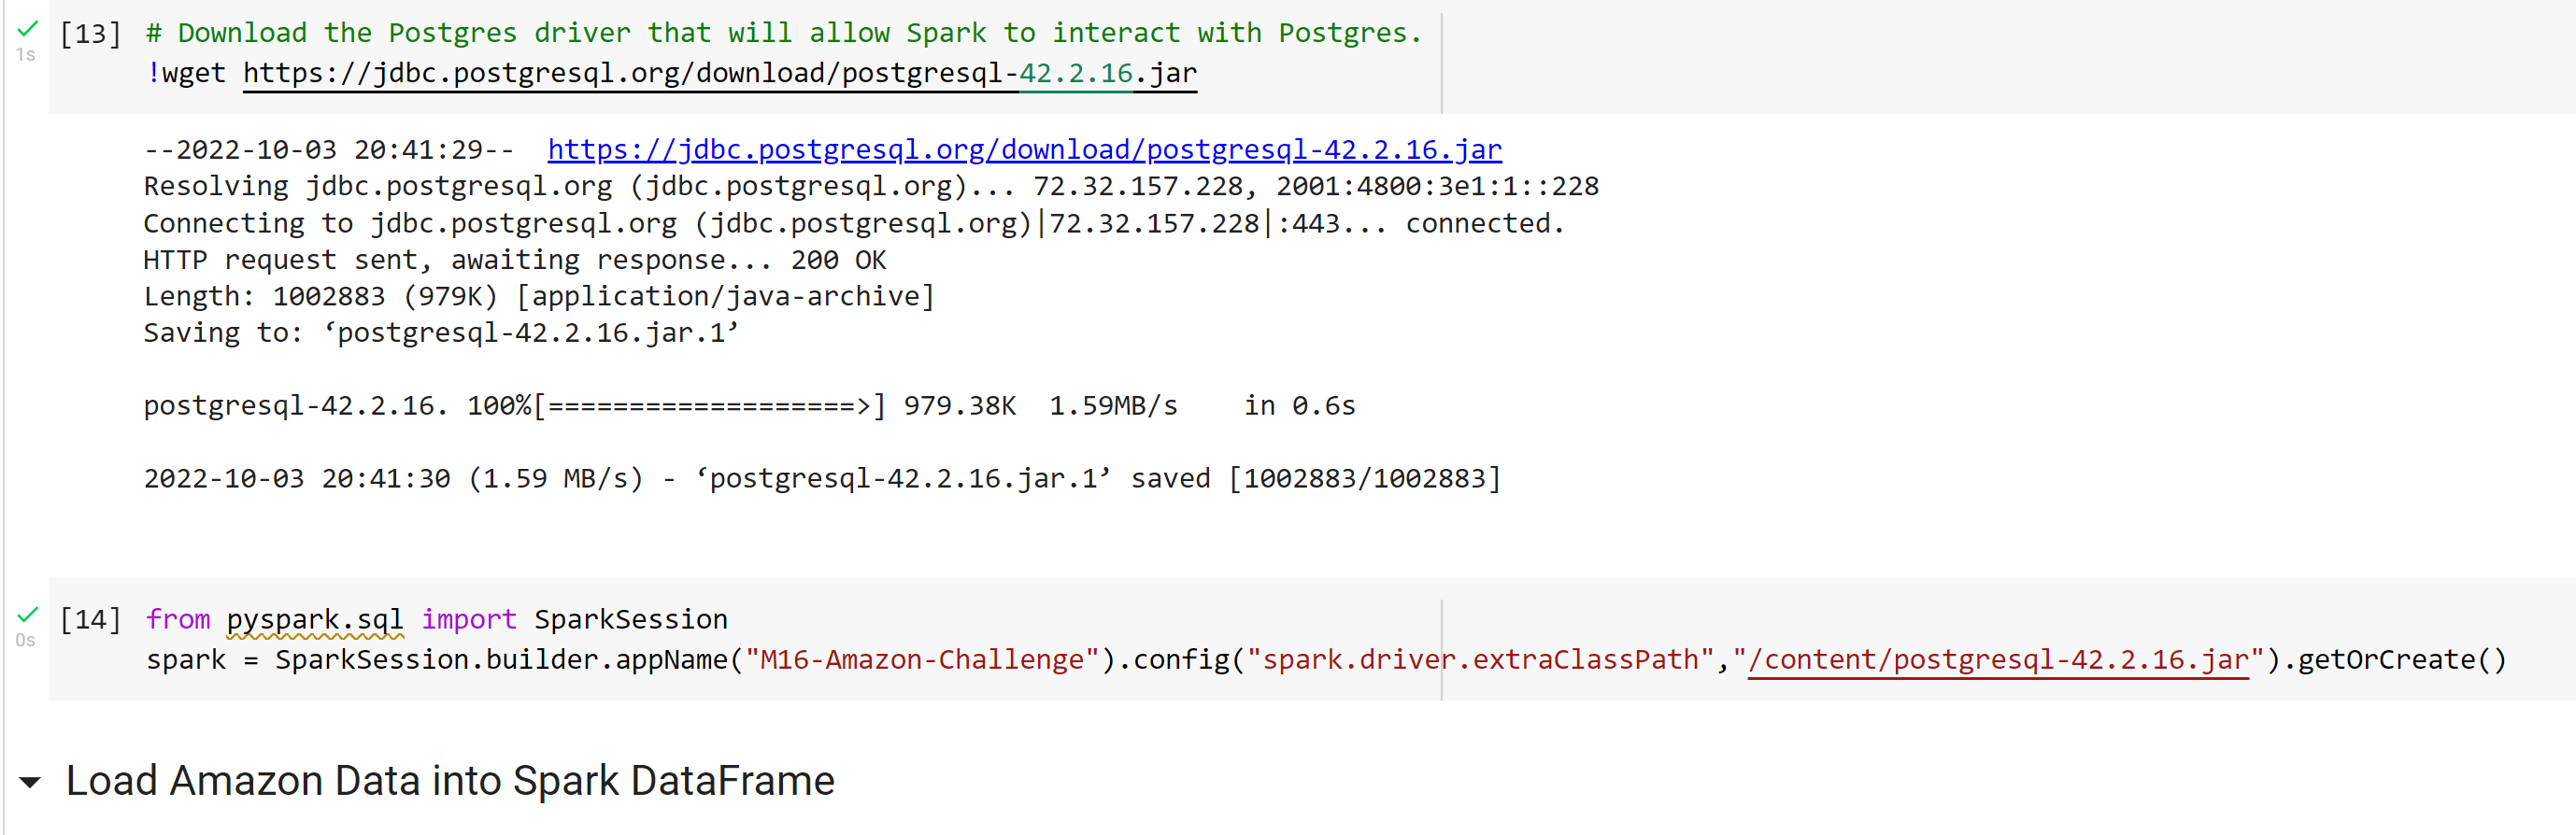 [13] # Download the Postgres driver that will allow Spark to interact with Postgres.
1s !wget https://jdbc.postgresql.org/download/postgresql-42.2.16.jar
--2022-10-03 20:41:29--  https://jdbc.postgresql.org/download/postgresql-42.2.16.jar
Resolving jdbc.postgresql.org (jdbc.postgresql.org)... 72.32.157.228, 2001:4800:3e1:1::228
Connecting to jdbc.postgresql.org (jdbc.postgresql.org)|72.32.157.228|:443... connected.
HTTP request sent, awaiting response... 200 OK
Length: 1002883 (979K) [application/java-archive]
Saving to: ‘postgresql-42.2.16.jar.1’
postgresql-42.2.16. 100%[===================>] 979.38K  1.59MB/s    in 0.6s
2022-10-03 20:41:30 (1.59 MB/s) - ‘postgresql-42.2.16.jar.1’ saved [1002883/1002883]
[14] from pyspark.sql import SparkSession
0s spark = SparkSession.builder.appName("M16-Amazon-Challenge").config("spark.driver.extraClassPath","/content/postgresql-42.2.16.jar").getOrCreate()
Load Amazon Data into Spark DataFrame